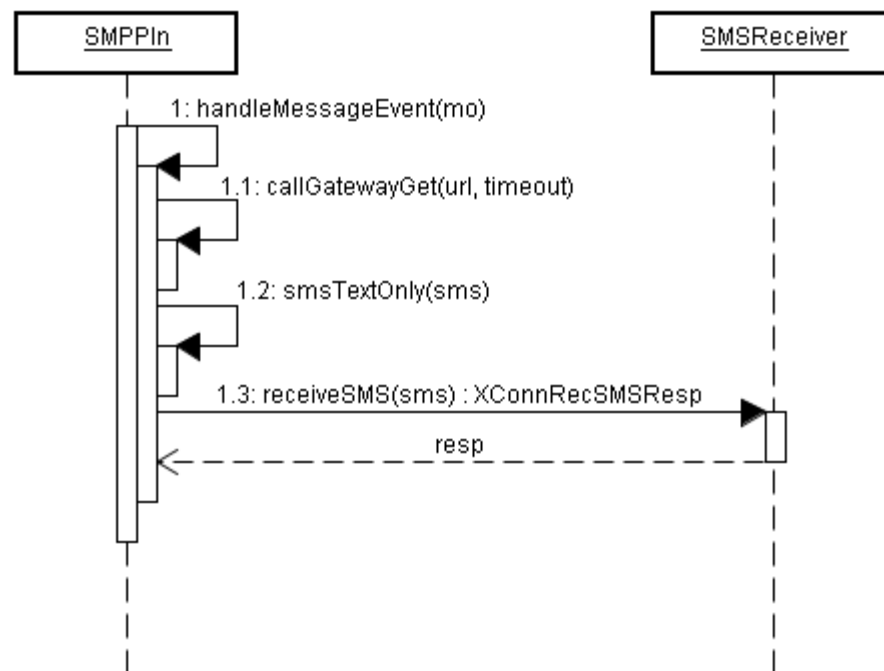 SMPPIn
SMSReceiver
1: handleMessageEvent(mo)
1.1: callGatewayGet(url, timeout)
1.2: smsTextOnly(sms)
1.3: receiveSMS(sms) : XConnRecSMSResp
resp